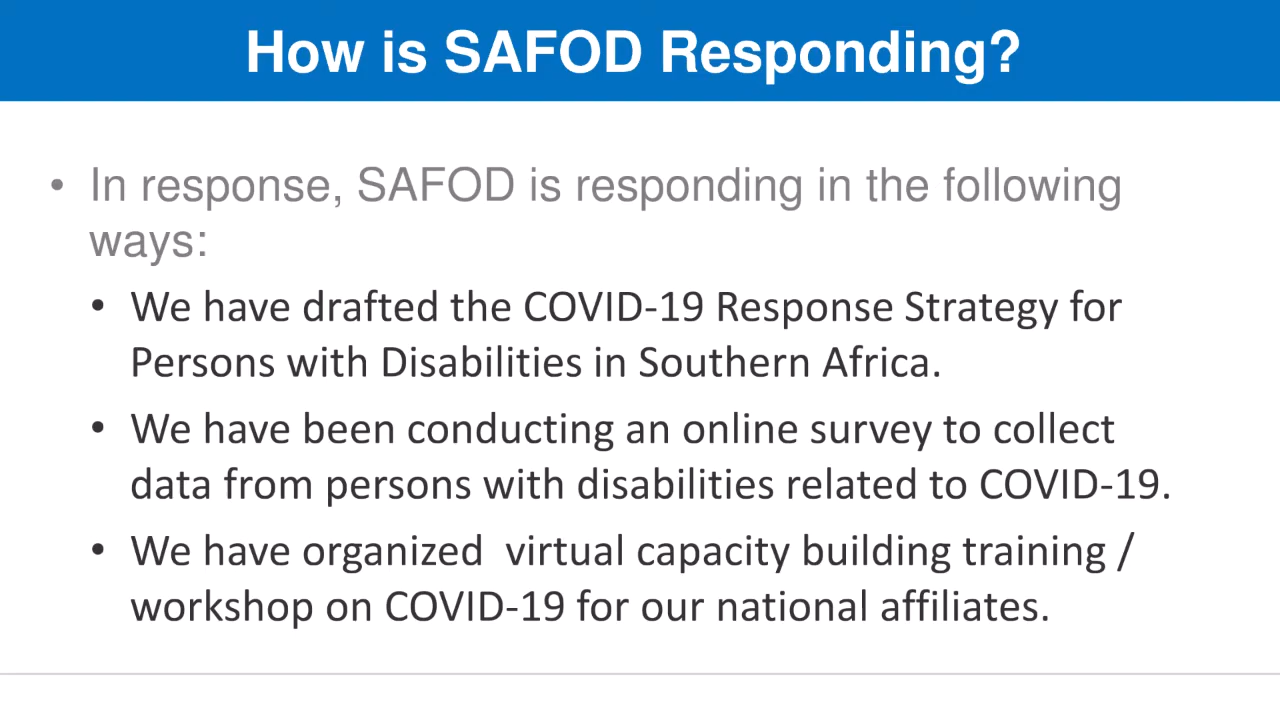 How is SAFOD Responding?
• In response, SAFOD is responding in the following
ways:
• We have drafted the COVID-19 Response Strategy for
Persons with Disabilities in Southern Africa.
• We have been conducting an online survey to collect
data from persons with disabilities related to COVID-19.
• We have organized  virtual capacity building training /
workshop on COVID-19 for our national affiliates.